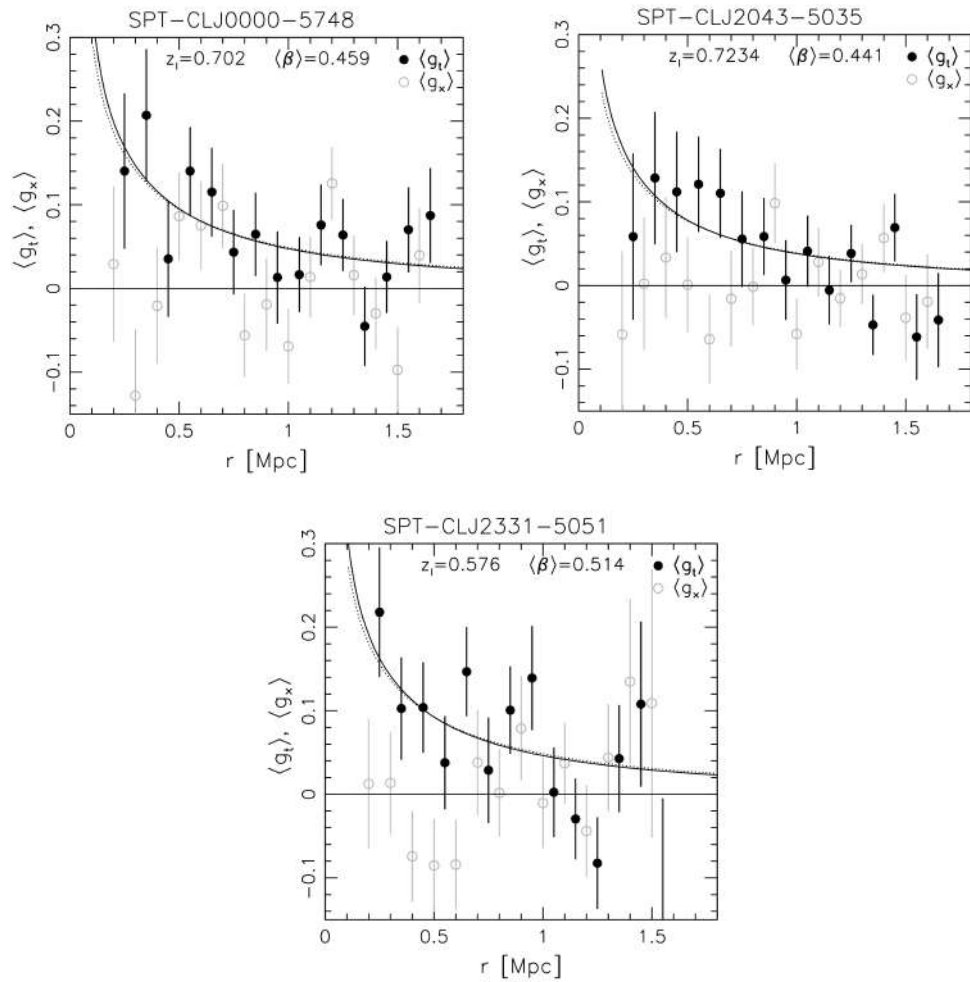 SPT-CLJ0000-5748
z_l=0.702 ⟨β⟩=0.459 ⟨g_t⟩
⟨g_x⟩
0.3
0.2
0.1
0
-0.1
⟨g_t⟩, ⟨g_x⟩
0 0.5 1 1.5
r [Mpc]
SPT-CLJ2043-5035
z_l=0.7234 ⟨β⟩=0.441 ⟨g_t⟩
⟨g_x⟩
0.3
0.2
0.1
0
-0.1
⟨g_t⟩, ⟨g_x⟩
0 0.5 1 1.5
r [Mpc]
SPT-CLJ2331-5051
z_l=0.576 ⟨β⟩=0.514 ⟨g_t⟩
⟨g_x⟩
0.3
0.2
0.1
0
-0.1
⟨g_t⟩, ⟨g_x⟩
0 0.5 1 1.5
r [Mpc]